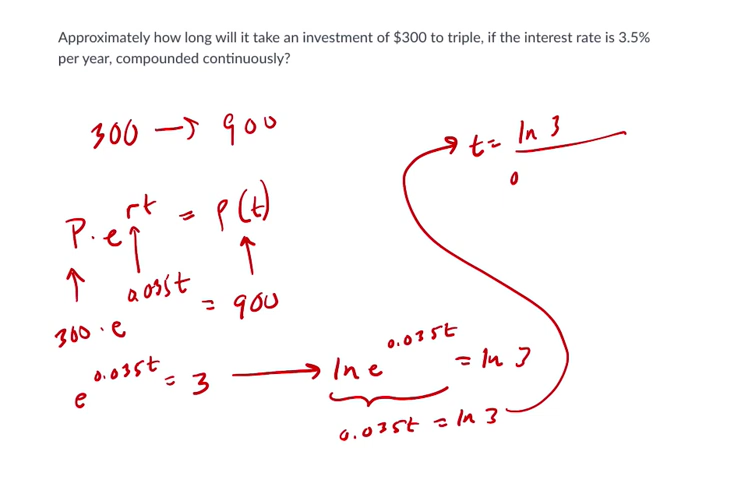 Approximately how long will it take an investment of $300 to triple, if the interest rate is 3.5%
per year, compounded continuously?
300 → 900
P·e^rt = P(t)
300·e^0.035t = 900
e^0.035t = 3 → ln e^0.035t = ln 3
0.035t = ln 3
t = ln 3
0